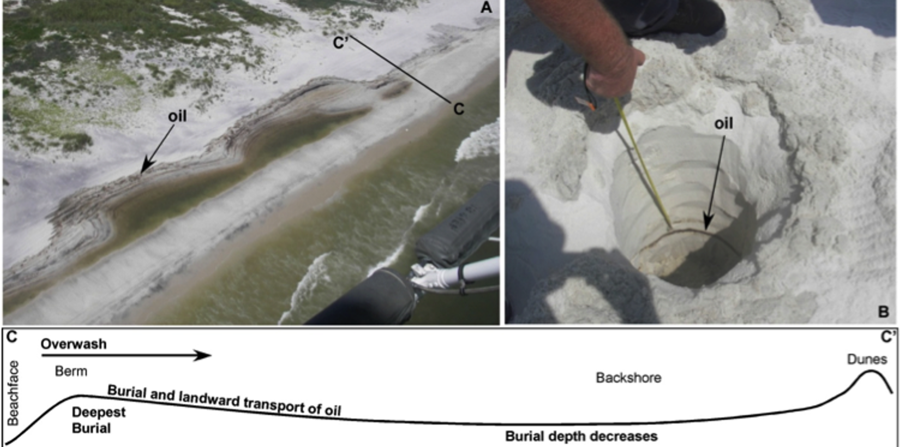 A
C'
C
oil
oil
B
C
C'
Overwash
Dunes
Berm
Backshore
Beachface
Burial and landward transport of oil
Deepest
Burial
Burial depth decreases